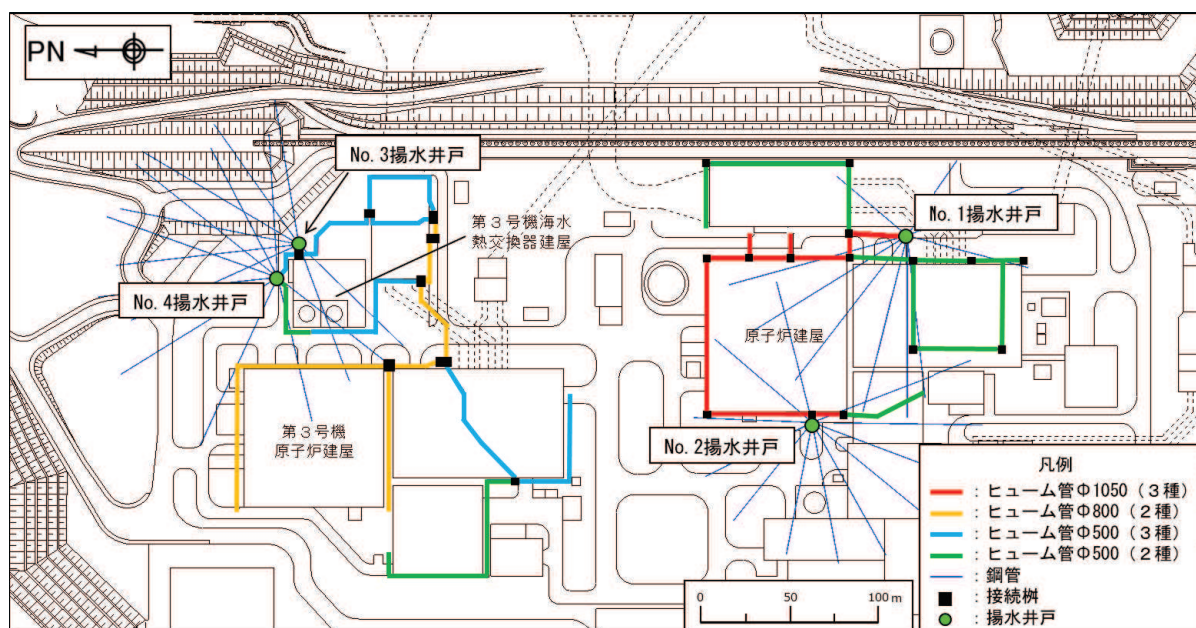 PN
No.3揚水井戸
第3号機海水
熱交換器建屋
No.1揚水井戸
No.4揚水井戸
原子炉建屋
第3号機
原子炉建屋
No.2揚水井戸
凡例
：ヒューム管Φ1050（3種）
：ヒューム管Φ800（2種）
：ヒューム管Φ500（3種）
：ヒューム管Φ500（2種）
：鋼管
：接続桝
：揚水井戸
0 50 100m